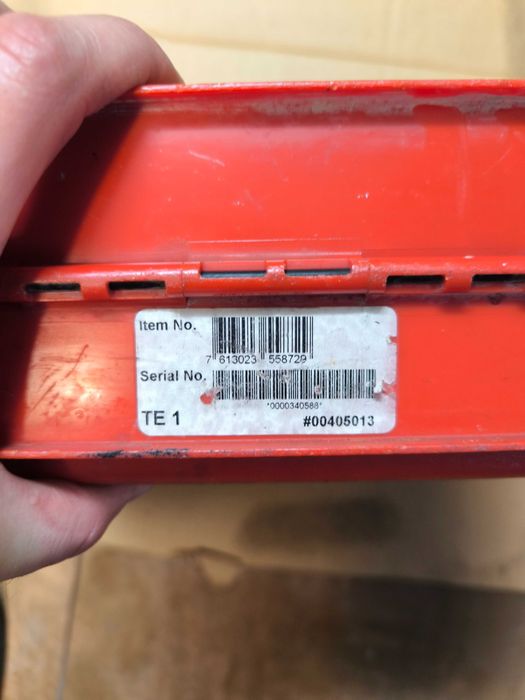 Item No.
7 613023 558729
Serial No.
*0000340588*
TE 1 #00405013